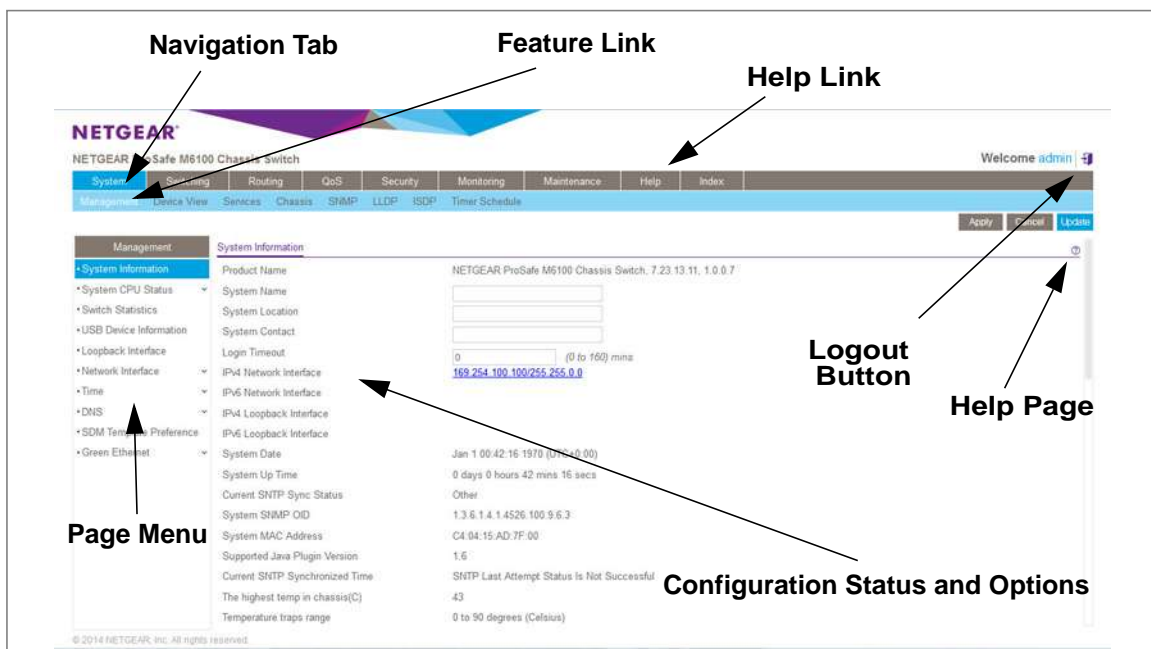 Navigation Tab
Feature Link
Help Link
NETGEAR®
NETGEAR ProSafe M6100 Chassis Switch
Welcome admin
System Switching Routing QoS Security Monitoring Maintenance Help Index
Management Device View Services Chassis SNMP LLDP ISDP Timer Schedule
Apply Cancel Update
Management
System Information
• System Information
• System CPU Status
• Switch Statistics
• USB Device Information
• Loopback Interface
• Network Interface
• Time
• DNS
• SDM Template Preference
• Green Ethernet
Product Name NETGEAR ProSafe M6100 Chassis Switch, 7.23.13.11, 1.0.0.7
System Name
System Location
System Contact
Login Timeout 0 (0 to 160) mins
IPv4 Network Interface 169.254.100.100/255.255.0.0
IPv6 Network Interface
IPv4 Loopback Interface
IPv6 Loopback Interface
System Date Jan 1 00:42:16 1970 (UTC+0:00)
System Up Time 0 days 0 hours 42 mins 16 secs
Current SNTP Sync Status Other
System SNMP OID 1.3.6.1.4.1.4526.100.9.6.3
System MAC Address C4:04:15:AD:7F:00
Supported Java Plugin Version 1.6
Current SNTP Synchronized Time SNTP Last Attempt Status Is Not Successful
The highest temp in chassis(C) 43
Temperature traps range 0 to 90 degrees (Celsius)
Logout
Button
Help Page
Page Menu
Configuration Status and Options
© 2014 NETGEAR, Inc. All rights reserved.